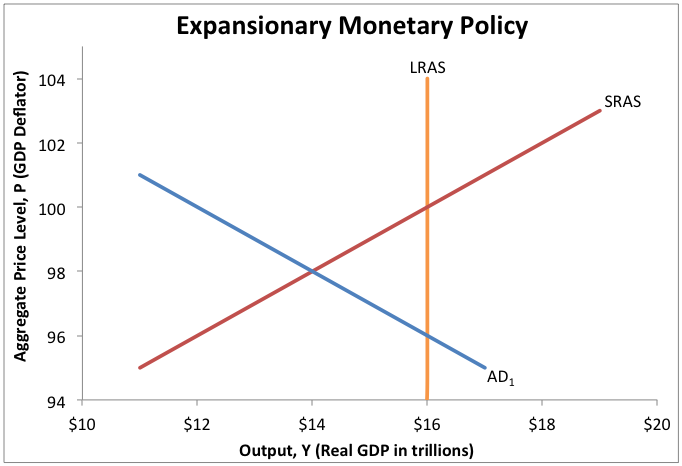 Expansionary Monetary Policy
Aggregate Price Level, P (GDP Deflator)
104
102
100
98
96
94
LRAS
SRAS
AD₁
$10
$12
$14
$16
$18
$20
Output, Y (Real GDP in trillions)